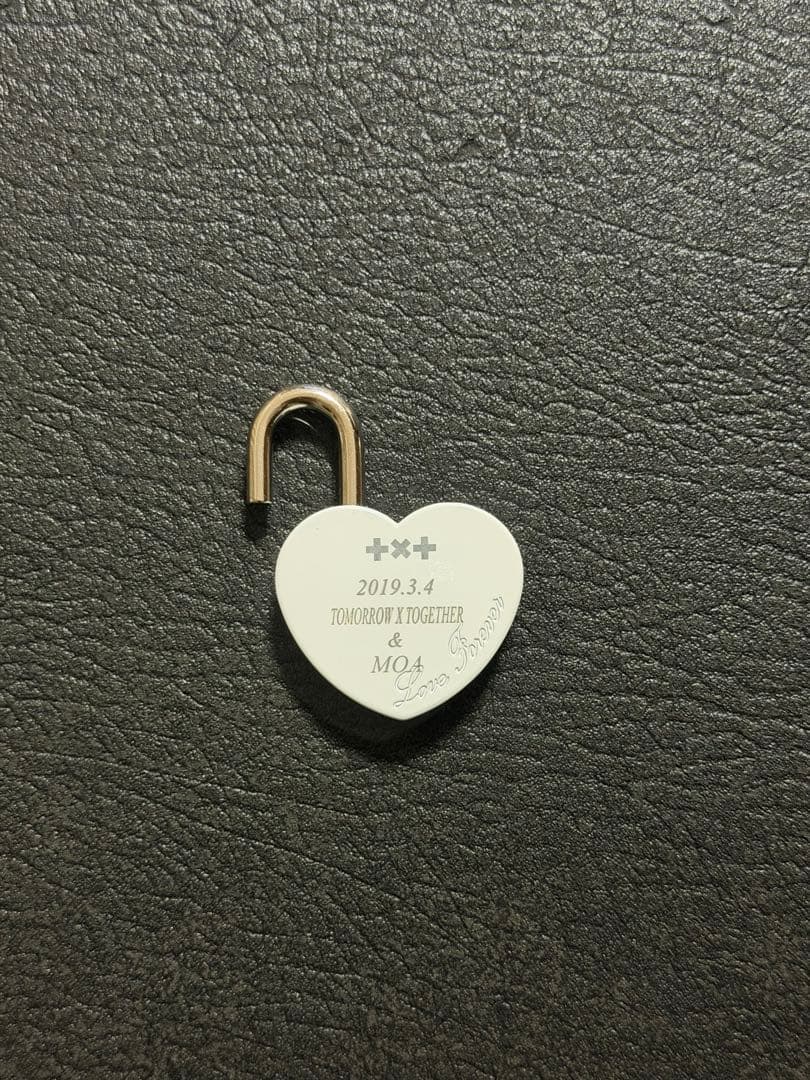 +×+
2019.3.4
TOMORROW X TOGETHER
&
MOA
Love Forever